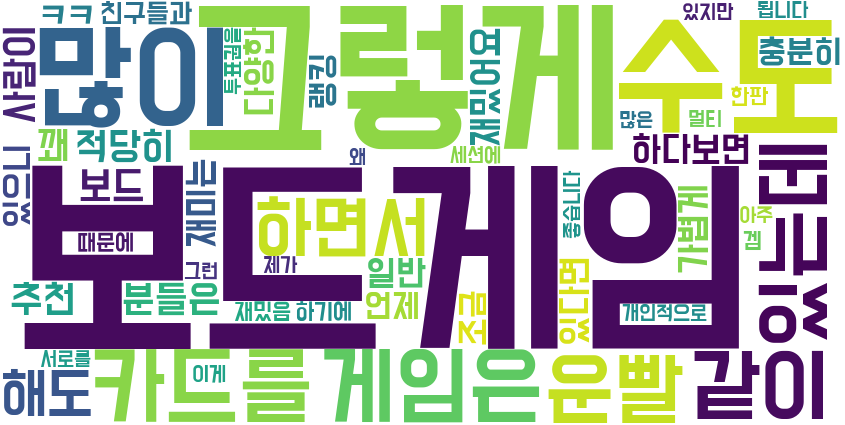 ㅋㅋ 친구들과
있지만
됩니다
사람이
많이
그렇게
수도
투표권을
다양한
랭킹
재밌어요
충분히
한판
많은
멀티
꽤
적당히
왜
세션에
하다보면
있으니
보드
재미는
보드게임
하면서
좋습니다
가볍게
아주
겜
재밌는
때문에
그런
제가
일반
추천
분들은
재밌음
하기에
언제
조금
있다면
개인적으로
서로를
이게
해도
카드를
게임은
운빨
같이